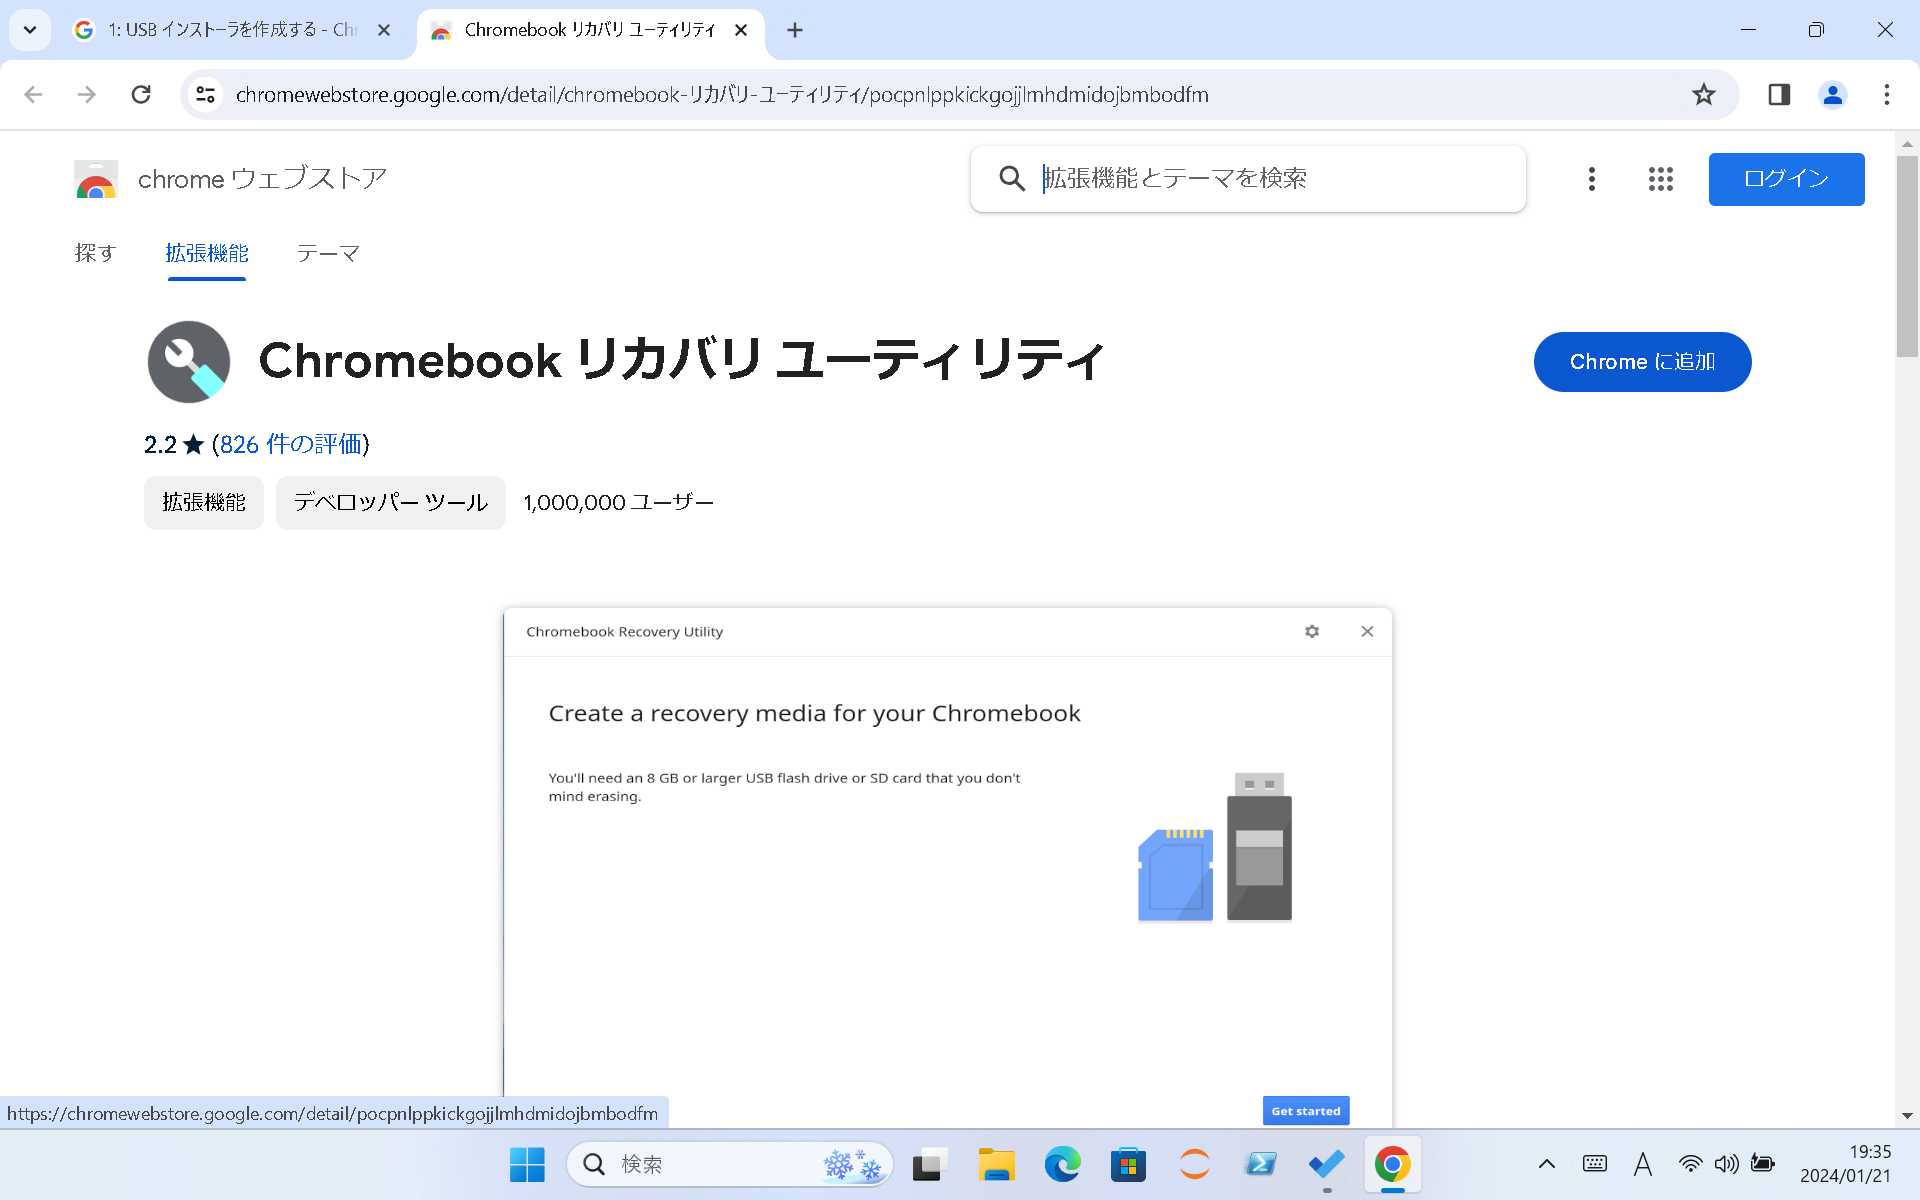 1: USB インストーラを作成する - Chr
Chromebook リカバリ ユーティリティ
chromewebstore.google.com/detail/chromebook-リカバリ-ユーティリティ/pocpnlppkickgojjlmhdmidojbmbodfm
chrome ウェブストア
拡張機能とテーマを検索
ログイン
探す
拡張機能
テーマ
Chromebook リカバリ ユーティリティ
Chrome に追加
2.2 ★ (826 件の評価)
拡張機能
デベロッパー ツール
1,000,000 ユーザー
Chromebook Recovery Utility
Create a recovery media for your Chromebook
You'll need an 8 GB or larger USB flash drive or SD card that you don't
mind erasing.
Get started
https://chromewebstore.google.com/detail/pocpnlppkickgojjlmhdmidojbmbodfm
検索
A
19:35
2024/01/21